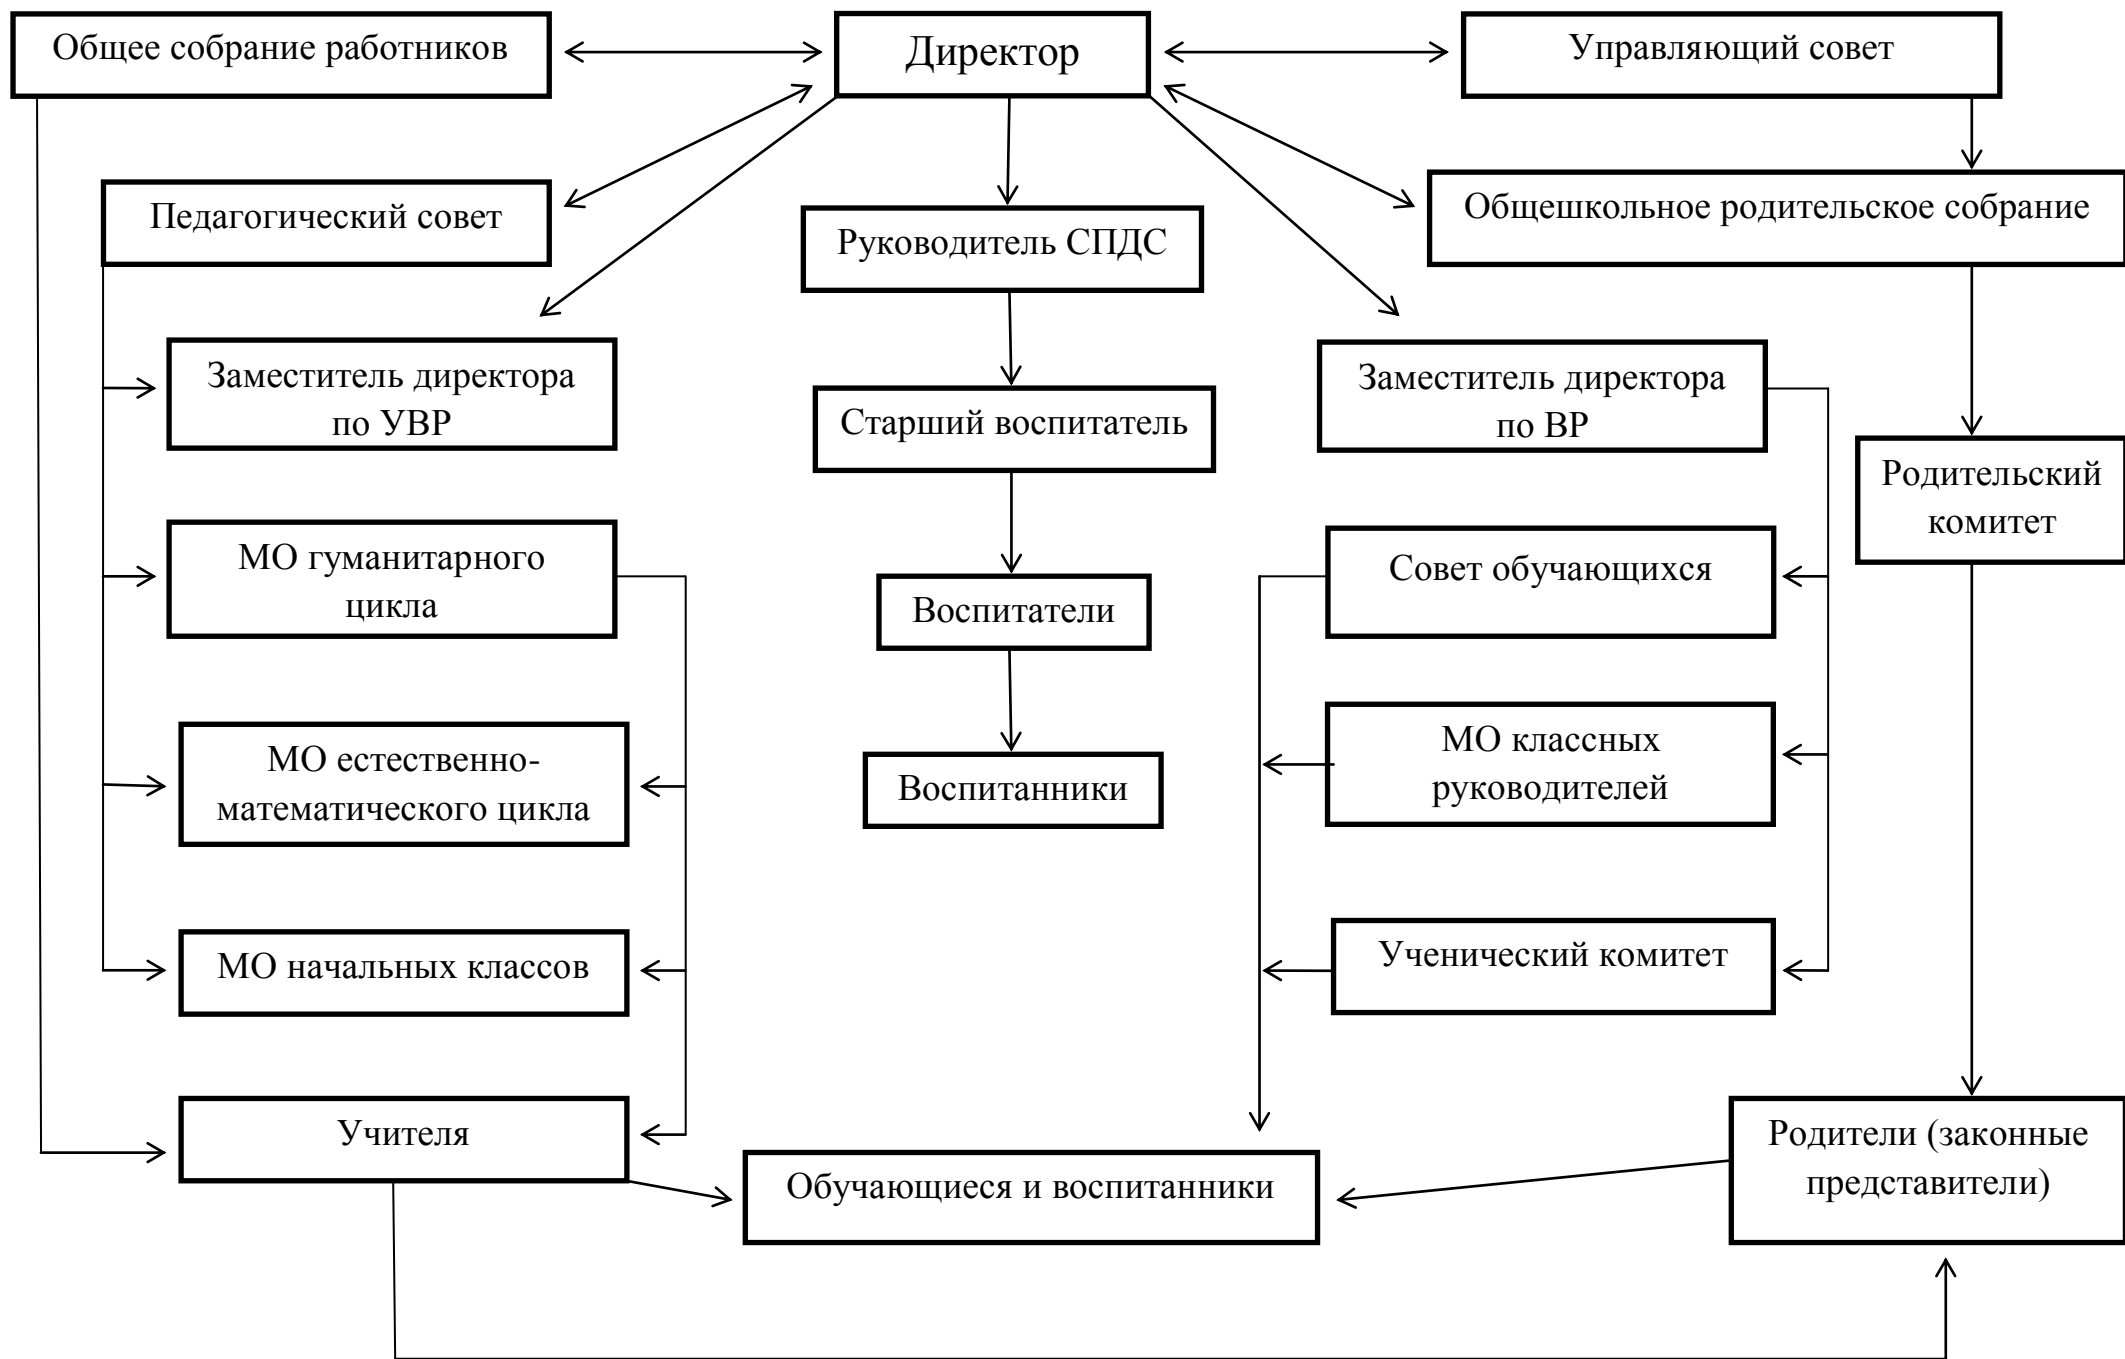 Общее собрание работников
Директор
Управляющий совет
Педагогический совет
Руководитель СПДС
Общешкольное родительское собрание
Заместитель директора
по УВР
Старший воспитатель
Заместитель директора
по ВР
Родительский
комитет
МО гуманитарного
цикла
Воспитатели
Совет обучающихся
МО естественно-
математического цикла
Воспитанники
МО классных
руководителей
МО начальных классов
Ученический комитет
Учителя
Обучающиеся и воспитанники
Родители (законные
представители)